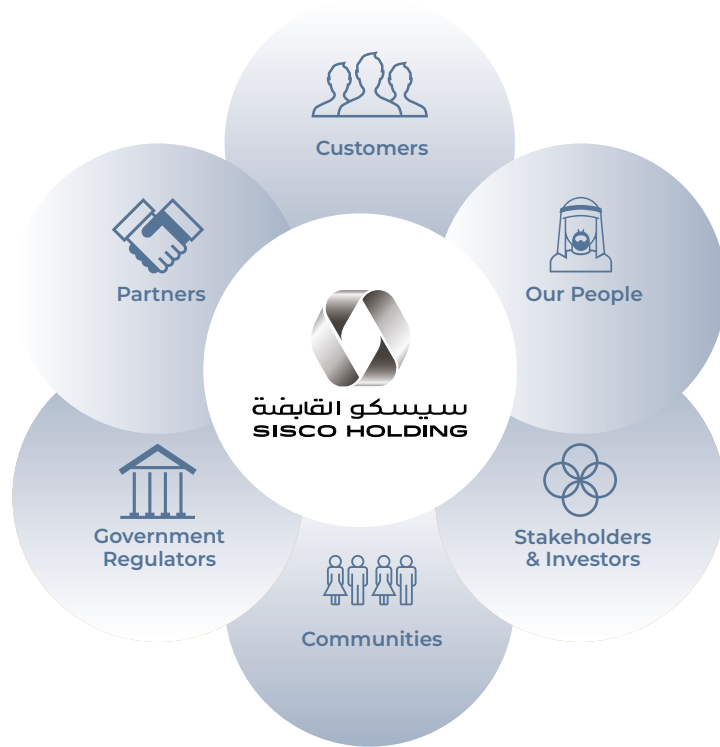 Customers
Partners
Our People
سيسكو القابضة
SISCO HOLDING
Government
Regulators
Stakeholders
& Investors
Communities